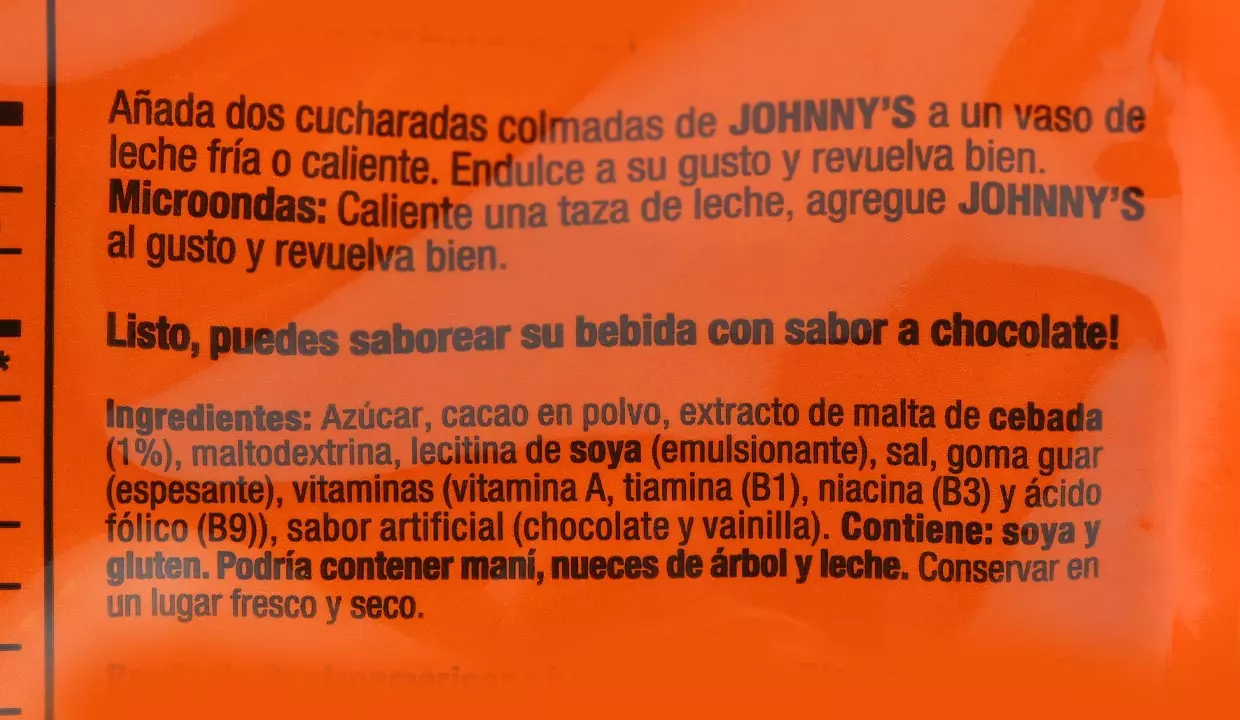 Añada dos cucharadas colmadas de JOHNNY'S a un vaso de
leche fría o caliente. Endulce a su gusto y revuelva bien.
Microondas: Caliente una taza de leche, agregue JOHNNY'S
al gusto y revuelva bien.
Listo, puedes saborear su bebida con sabor a chocolate!
Ingredientes: Azúcar, cacao en polvo, extracto de malta de cebada
(1%), maltodextrina, lecitina de soya (emulsionante), sal, goma guar
(espesante), vitaminas (vitamina A, tiamina (B1), niacina (B3) y ácido
fólico (B9)), sabor artificial (chocolate y vainilla). Contiene: soya y
gluten. Podría contener maní, nueces de árbol y leche. Conservar en
un lugar fresco y seco.
*